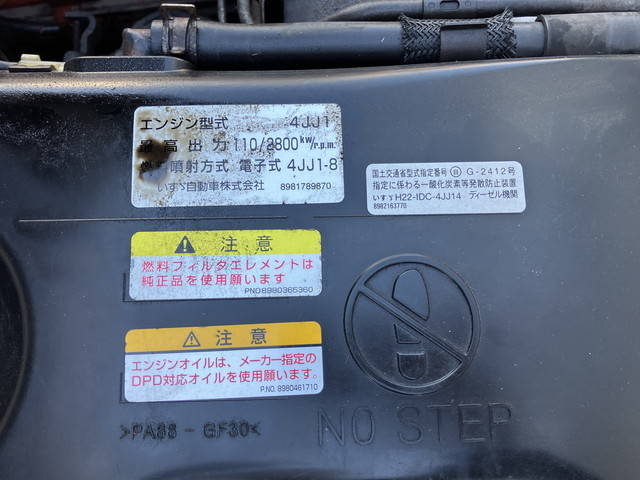 エンジン型式 4JJ1
最高出力 110/2800 kW/r.p.m.
噴射方式 電子式 4JJ1-8
いすゞ自動車株式会社 8981789870
国土交通省型式指定番号 G-2412号
指定に係わる一酸化炭素等発散防止装置
いすゞH22-IDC-4JJ14 ディーゼル機関
8982163770
注意
燃料フィルタエレメントは
純正品を使用願います
P.NO.8980365360
注意
エンジンオイルは、メーカー指定の
DPD対応オイルを使用願います。
P.NO. 8980461710
>PA66 - GF30<
NO STEP